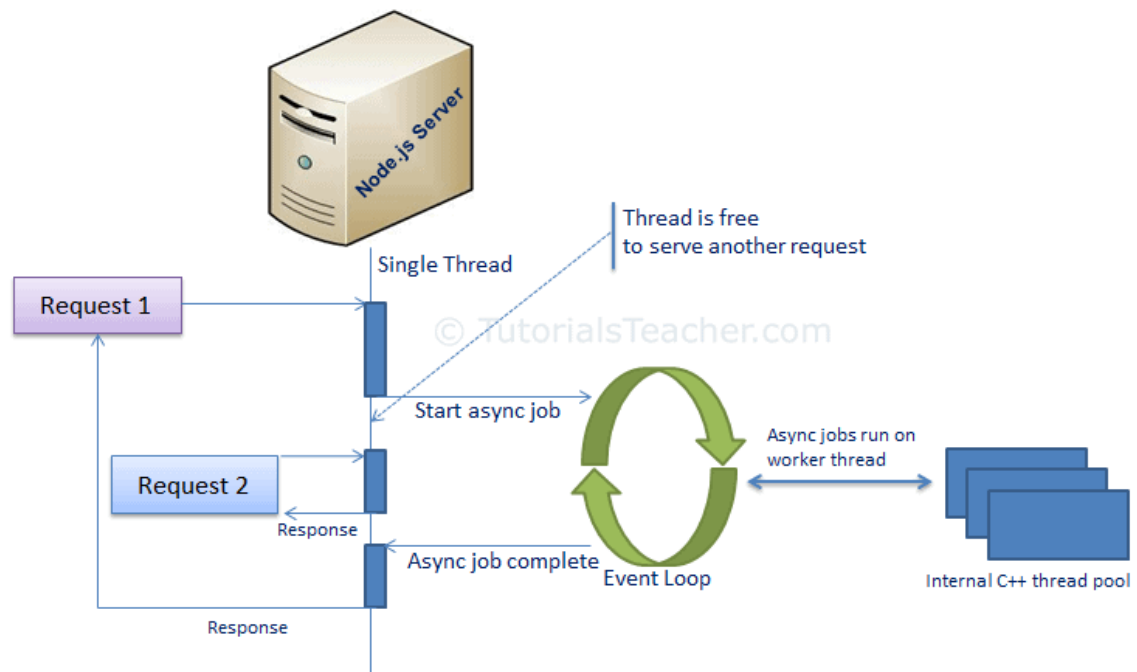 Node.js Server
Thread is free
to serve another request
Single Thread
Request 1
© TutorialsTeacher.com
Start async job
Async jobs run on
worker thread
Request 2
Response
Async job complete
Event Loop
Internal C++ thread pool
Response